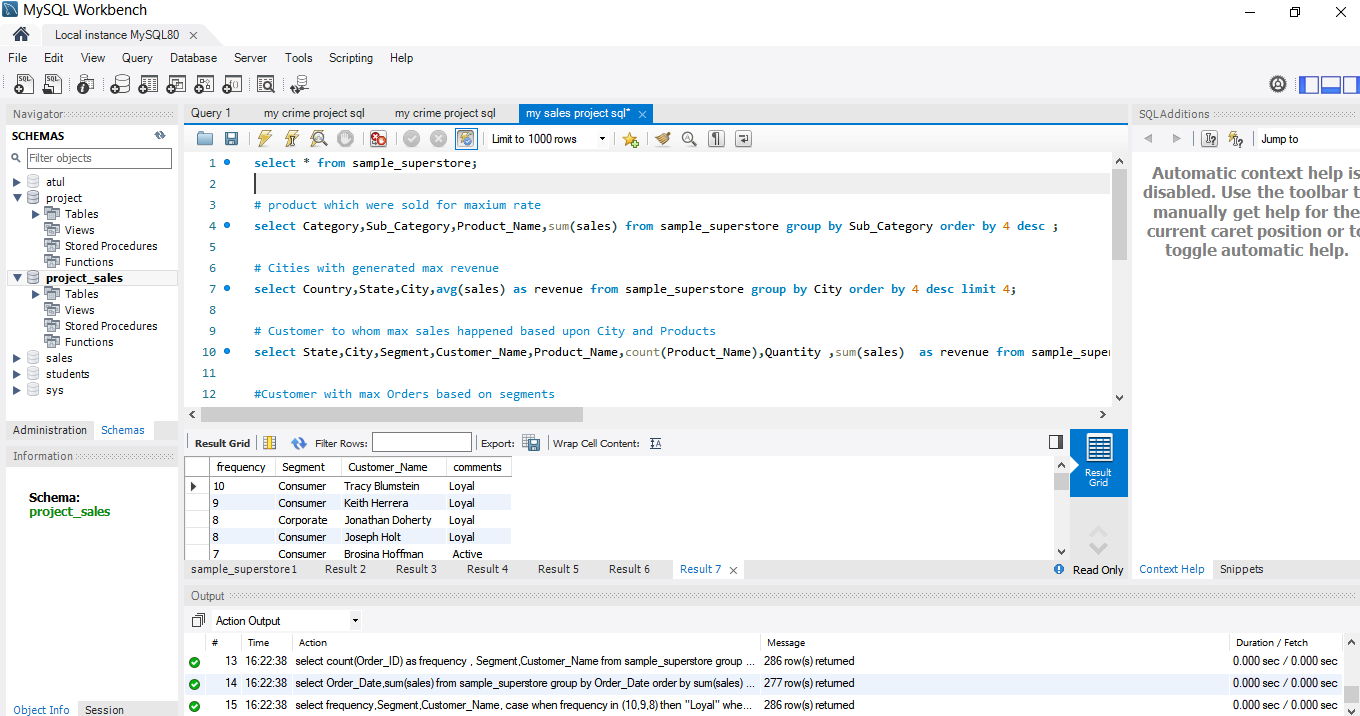 MySQL Workbench
Local instance MySQL80
File Edit View Query Database Server Tools Scripting Help
Navigator
SCHEMAS
Filter objects
atul
project
Tables
Views
Stored Procedures
Functions
project_sales
Tables
Views
Stored Procedures
Functions
sales
students
sys
Administration Schemas
Information
Schema:
project_sales
Object Info Session
Query 1 my crime project sql my crime project sql my sales project sql*
Limit to 1000 rows
1 select * from sample_superstore;
2
3 # product which were sold for maxium rate
4 select Category,Sub_Category,Product_Name,sum(sales) from sample_superstore group by Sub_Category order by 4 desc ;
5
6 # Cities with generated max revenue
7 select Country,State,City,avg(sales) as revenue from sample_superstore group by City order by 4 desc limit 4;
8
9 # Customer to whom max sales happened based upon City and Products
10 select State,City,Segment,Customer_Name,Product_Name,count(Product_Name),Quantity ,sum(sales) as revenue from sample_super
11
12 #Customer with max Orders based on segments
Result Grid Filter Rows: Export: Wrap Cell Content: IA
frequency Segment Customer_Name comments
10 Consumer Tracy Blumstein Loyal
9 Consumer Keith Herrera Loyal
8 Corporate Jonathan Doherty Loyal
8 Consumer Joseph Holt Loyal
7 Consumer Brosina Hoffman Active
Result
Grid
sample_superstore1 Result 2 Result 3 Result 4 Result 5 Result 6 Result 7
Read Only
Output
Action Output
# Time Action Message Duration / Fetch
13 16:22:38 select count(Order_ID) as frequency , Segment,Customer_Name from sample_superstore group ... 286 row(s) returned 0.000 sec / 0.000 sec
14 16:22:38 select Order_Date,sum(sales) from sample_superstore group by Order_Date order by sum(sales) ... 277 row(s) returned 0.000 sec / 0.000 sec
15 16:22:38 select frequency,Segment,Customer_Name, case when frequency in (10,9,8) then "Loyal" whe... 286 row(s) returned 0.000 sec / 0.000 sec
SQLAdditions
Jump to
Automatic context help is
disabled. Use the toolbar t
manually get help for the
current caret position or to
toggle automatic help.
Context Help Snippets